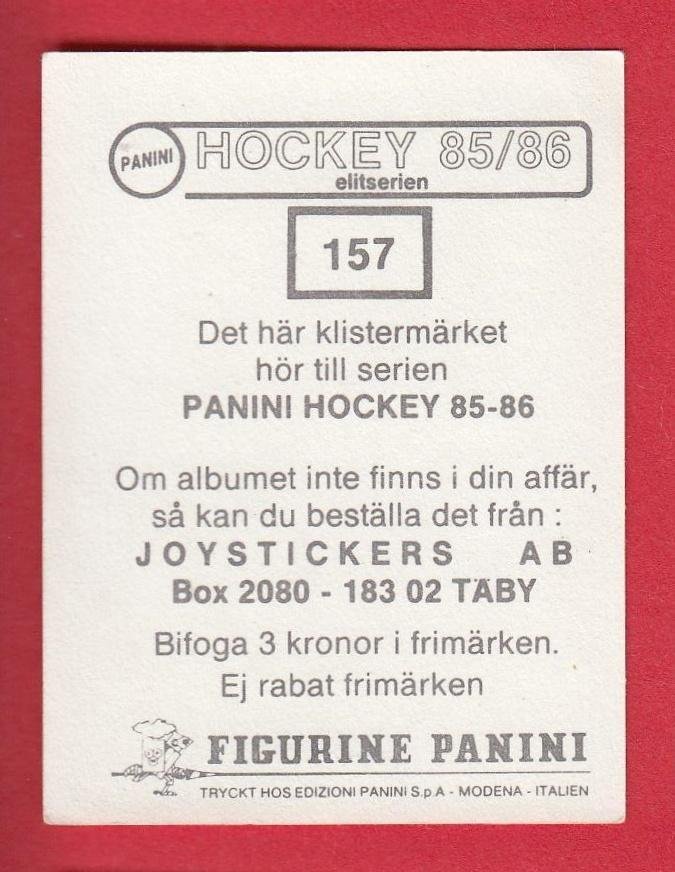 PANINI HOCKEY 85/86
elitserien
157
Det här klistermärket
hör till serien
PANINI HOCKEY 85-86
Om albumet inte finns i din affär,
så kan du beställa det från :
JOYSTICKERS AB
Box 2080 - 183 02 TÄBY
Bifoga 3 kronor i frimärken.
Ej rabat frimärken
FIGURINE PANINI
TRYCKT HOS EDIZIONI PANINI S.p.A - MODENA - ITALIEN